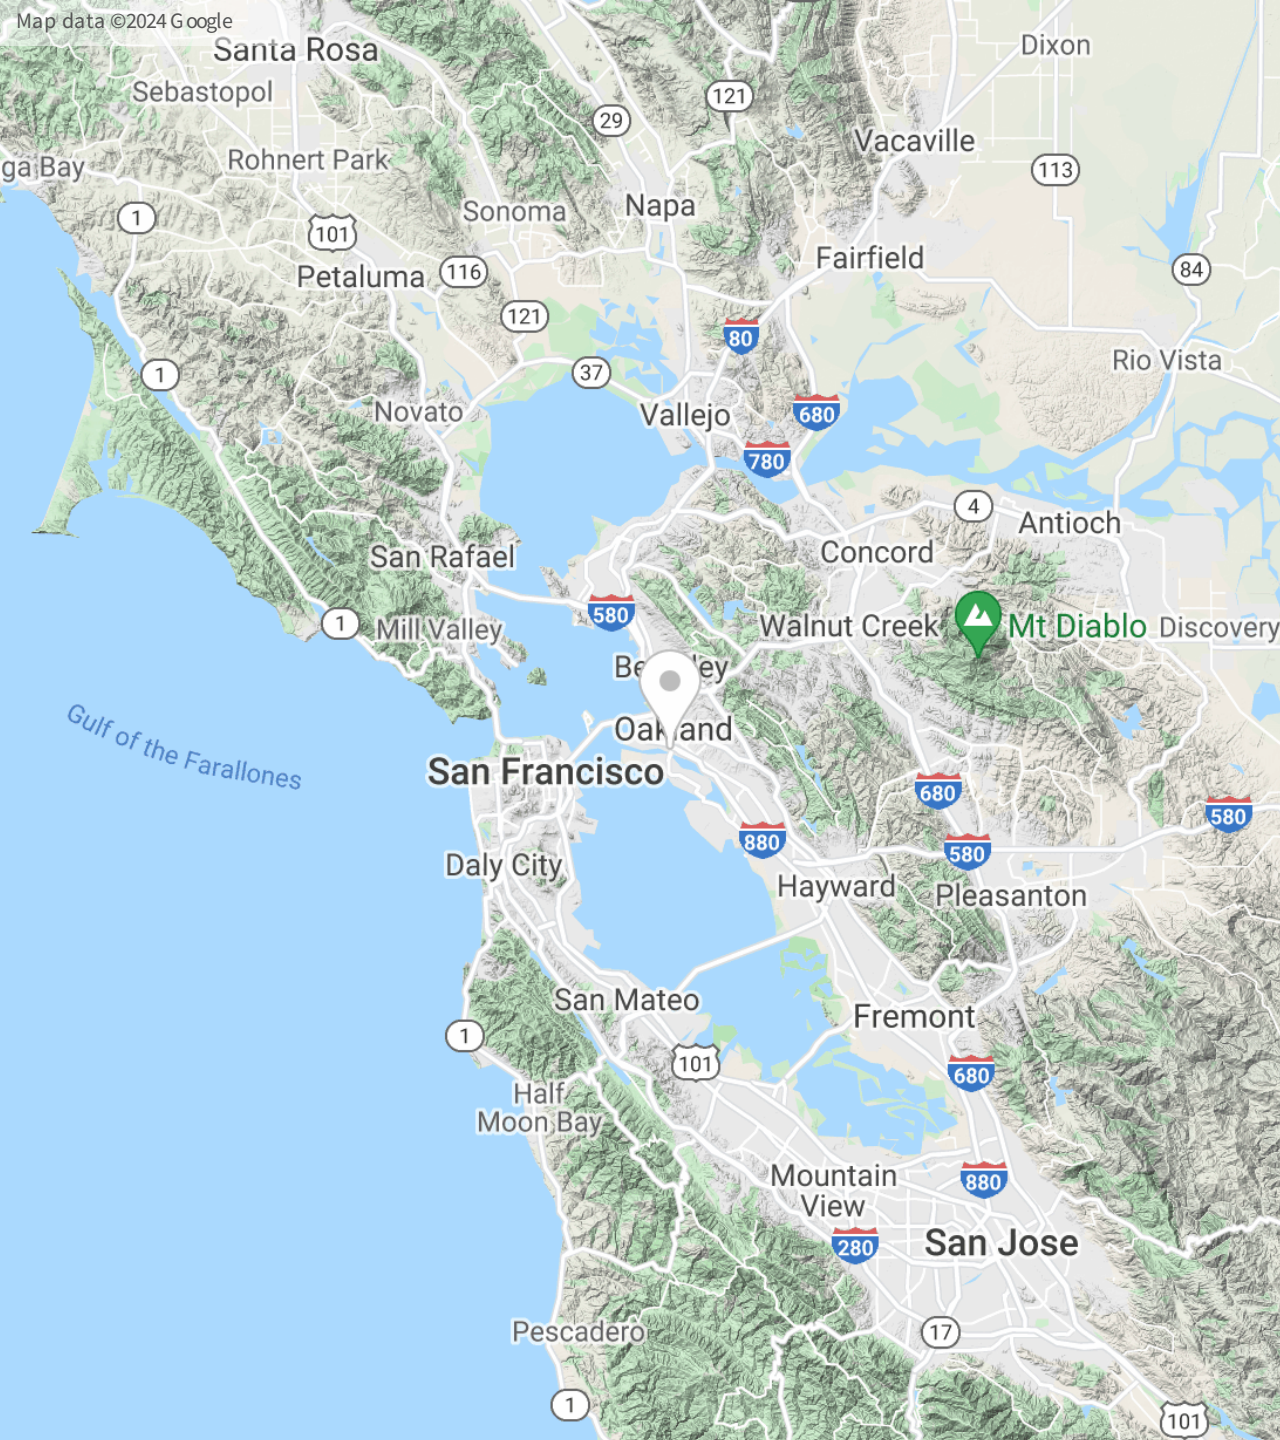 Map data ©2024 Google
Santa Rosa
Dixon
Sebastopol
121
29
Vacaville
Rohnert Park
ga Bay
113
Sonoma
Napa
1
101
Petaluma
116
Fairfield
84
121
80
Rio Vista
1
37
Novato
Vallejo
680
780
4
Antioch
San Rafael
Concord
580
1
Mill Valley
Walnut Creek
Mt Diablo
Discovery
Gulf of the Farallones
Oakland
San Francisco
680
580
880
580
Daly City
Hayward
Pleasanton
San Mateo
Fremont
1
101
680
Half
Moon Bay
Mountain
View
880
280
San Jose
Pescadero
17
1
101